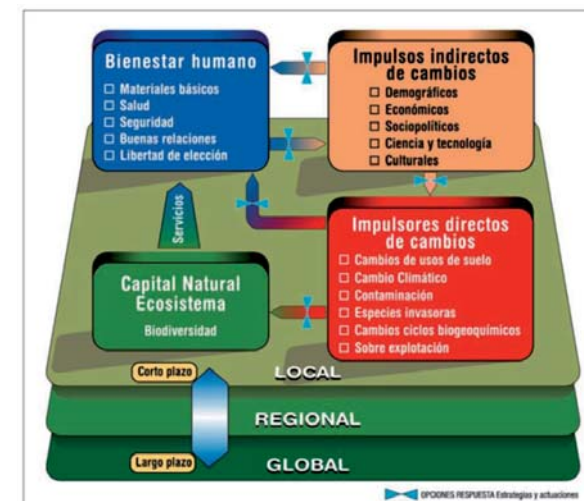 Bienestar humano
☐ Materiales básicos
☐ Salud
☐ Seguridad
☐ Buenas relaciones
☐ Libertad de elección
Impulsos indirectos
de cambios
☐ Demográficos
☐ Económicos
☐ Sociopolíticos
☐ Ciencia y tecnología
☐ Culturales
Servicios
Capital Natural
Ecosistema
Biodiversidad
Impulsores directos
de cambios
☐ Cambios de usos de suelo
☐ Cambio Climático
☐ Contaminación
☐ Especies invasoras
☐ Cambios ciclos biogeoquímicos
☐ Sobre explotación
Corto plazo
LOCAL
REGIONAL
Largo plazo
GLOBAL
OPCIONES RESPUESTA Estrategias y actuaciones